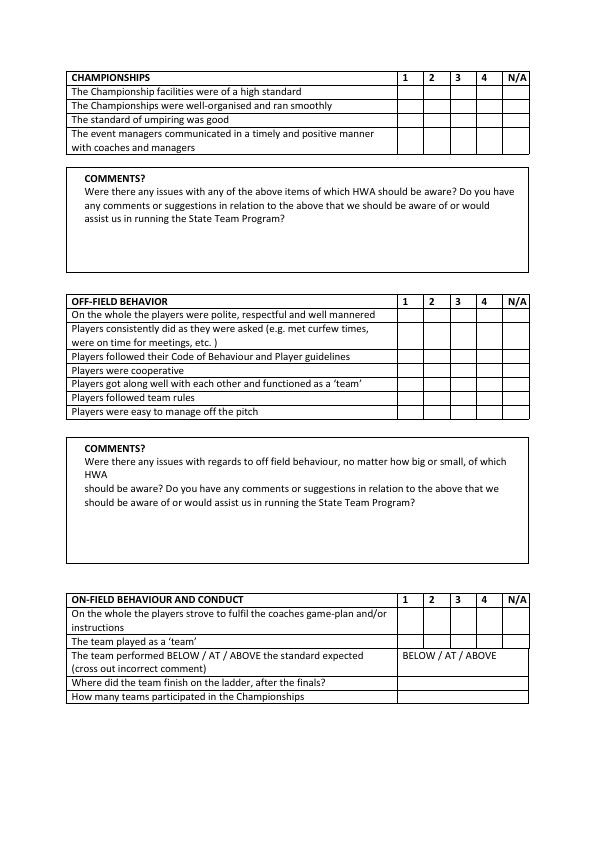 CHAMPIONSHIPS 1 2 3 4 N/A
The Championship facilities were of a high standard
The Championships were well-organised and ran smoothly
The standard of umpiring was good
The event managers communicated in a timely and positive manner
with coaches and managers
COMMENTS?
Were there any issues with any of the above items of which HWA should be aware? Do you have
any comments or suggestions in relation to the above that we should be aware of or would
assist us in running the State Team Program?
OFF-FIELD BEHAVIOR 1 2 3 4 N/A
On the whole the players were polite, respectful and well mannered
Players consistently did as they were asked (e.g. met curfew times,
were on time for meetings, etc. )
Players followed their Code of Behaviour and Player guidelines
Players were cooperative
Players got along well with each other and functioned as a ‘team’
Players followed team rules
Players were easy to manage off the pitch
COMMENTS?
Were there any issues with regards to off field behaviour, no matter how big or small, of which
HWA
should be aware? Do you have any comments or suggestions in relation to the above that we
should be aware of or would assist us in running the State Team Program?
ON-FIELD BEHAVIOUR AND CONDUCT 1 2 3 4 N/A
On the whole the players strove to fulfil the coaches game-plan and/or
instructions
The team played as a ‘team’
The team performed BELOW / AT / ABOVE the standard expected BELOW / AT / ABOVE
(cross out incorrect comment)
Where did the team finish on the ladder, after the finals?
How many teams participated in the Championships